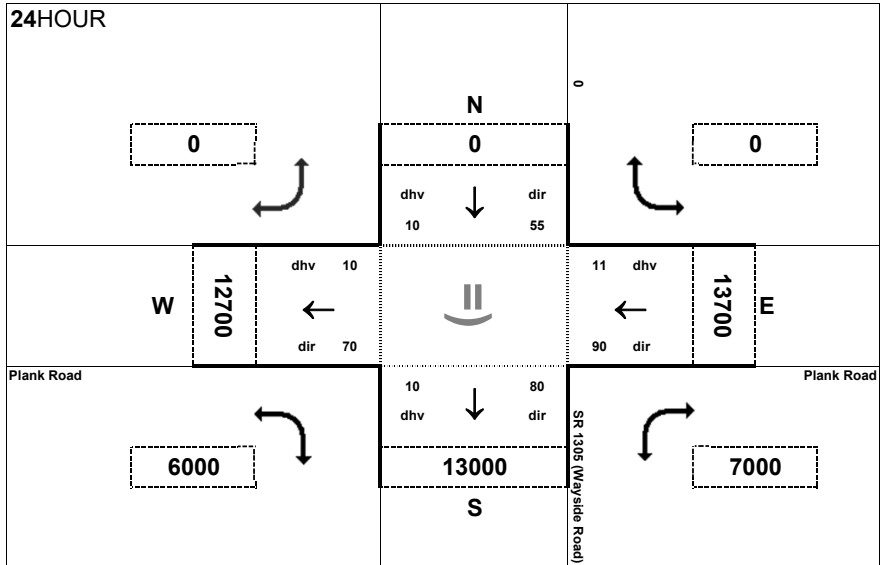 24HOUR
0
N
0
0
0
dhv
dir
10
55
W
12700
dhv 10
dir 70
11 dhv
90 dir
13700
E
Plank Road
Plank Road
10
80
dhv
dir
SR 1305 (Wayside Road)
6000
13000
7000
S